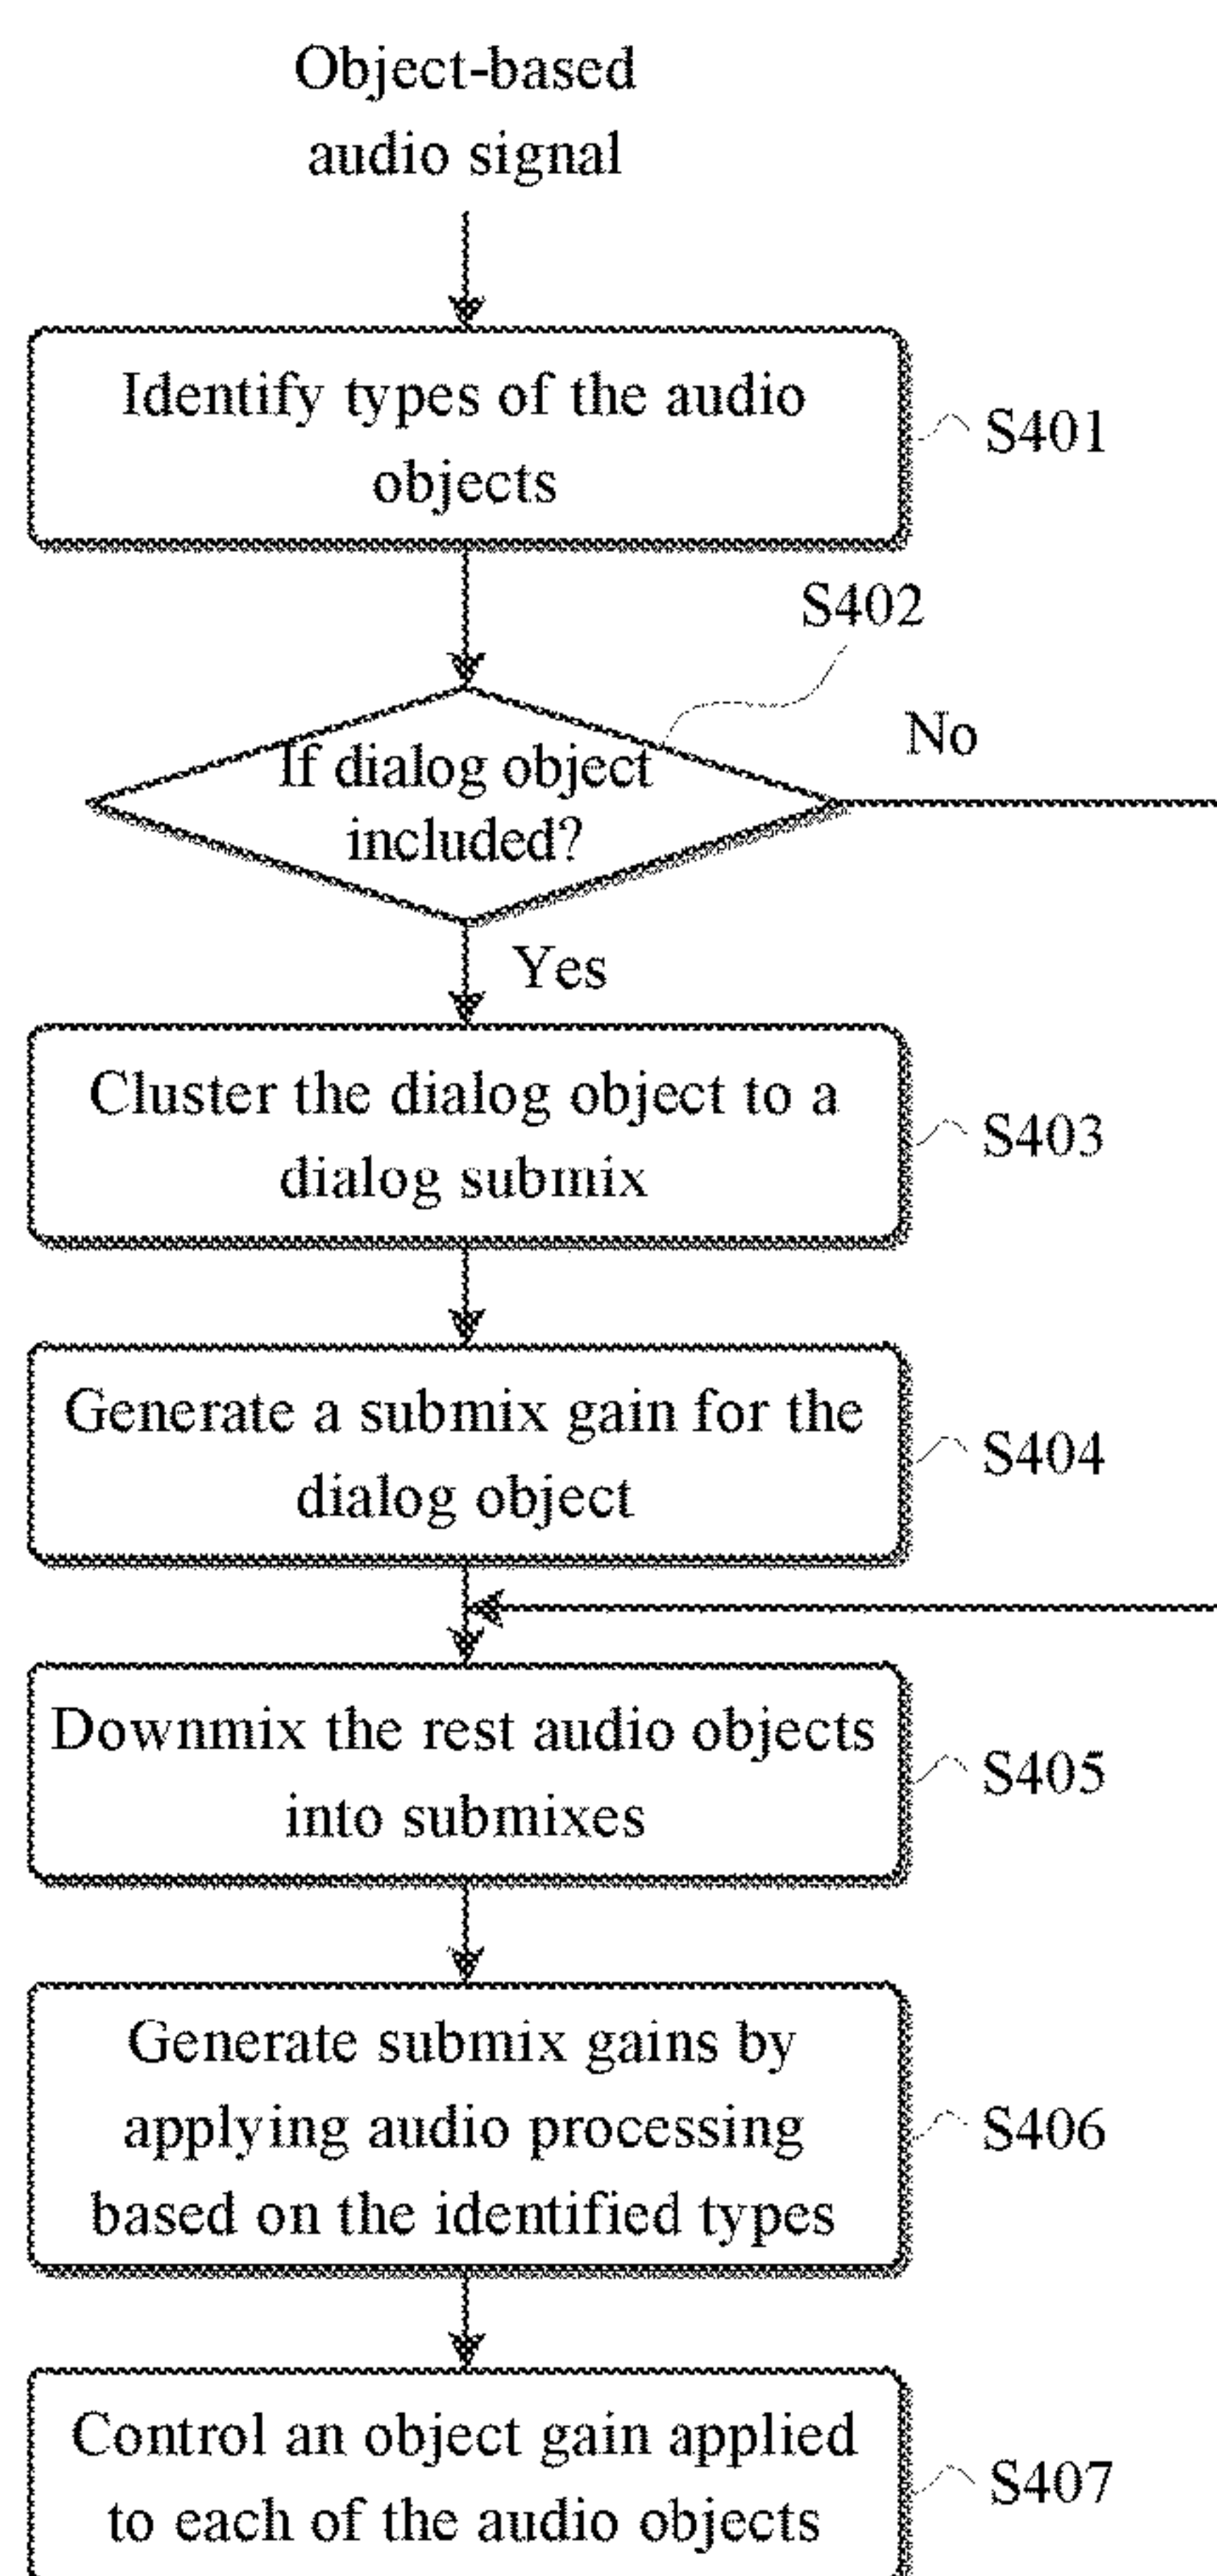 Object-based
audio signal
Identify types of the audio
objects
S401
S402
If dialog object
included?
No
Yes
Cluster the dialog object to a
dialog submix
S403
Generate a submix gain for the
dialog object
S404
Downmix the rest audio objects
into submixes
S405
Generate submix gains by
applying audio processing
based on the identified types
S406
Control an object gain applied
to each of the audio objects
S407